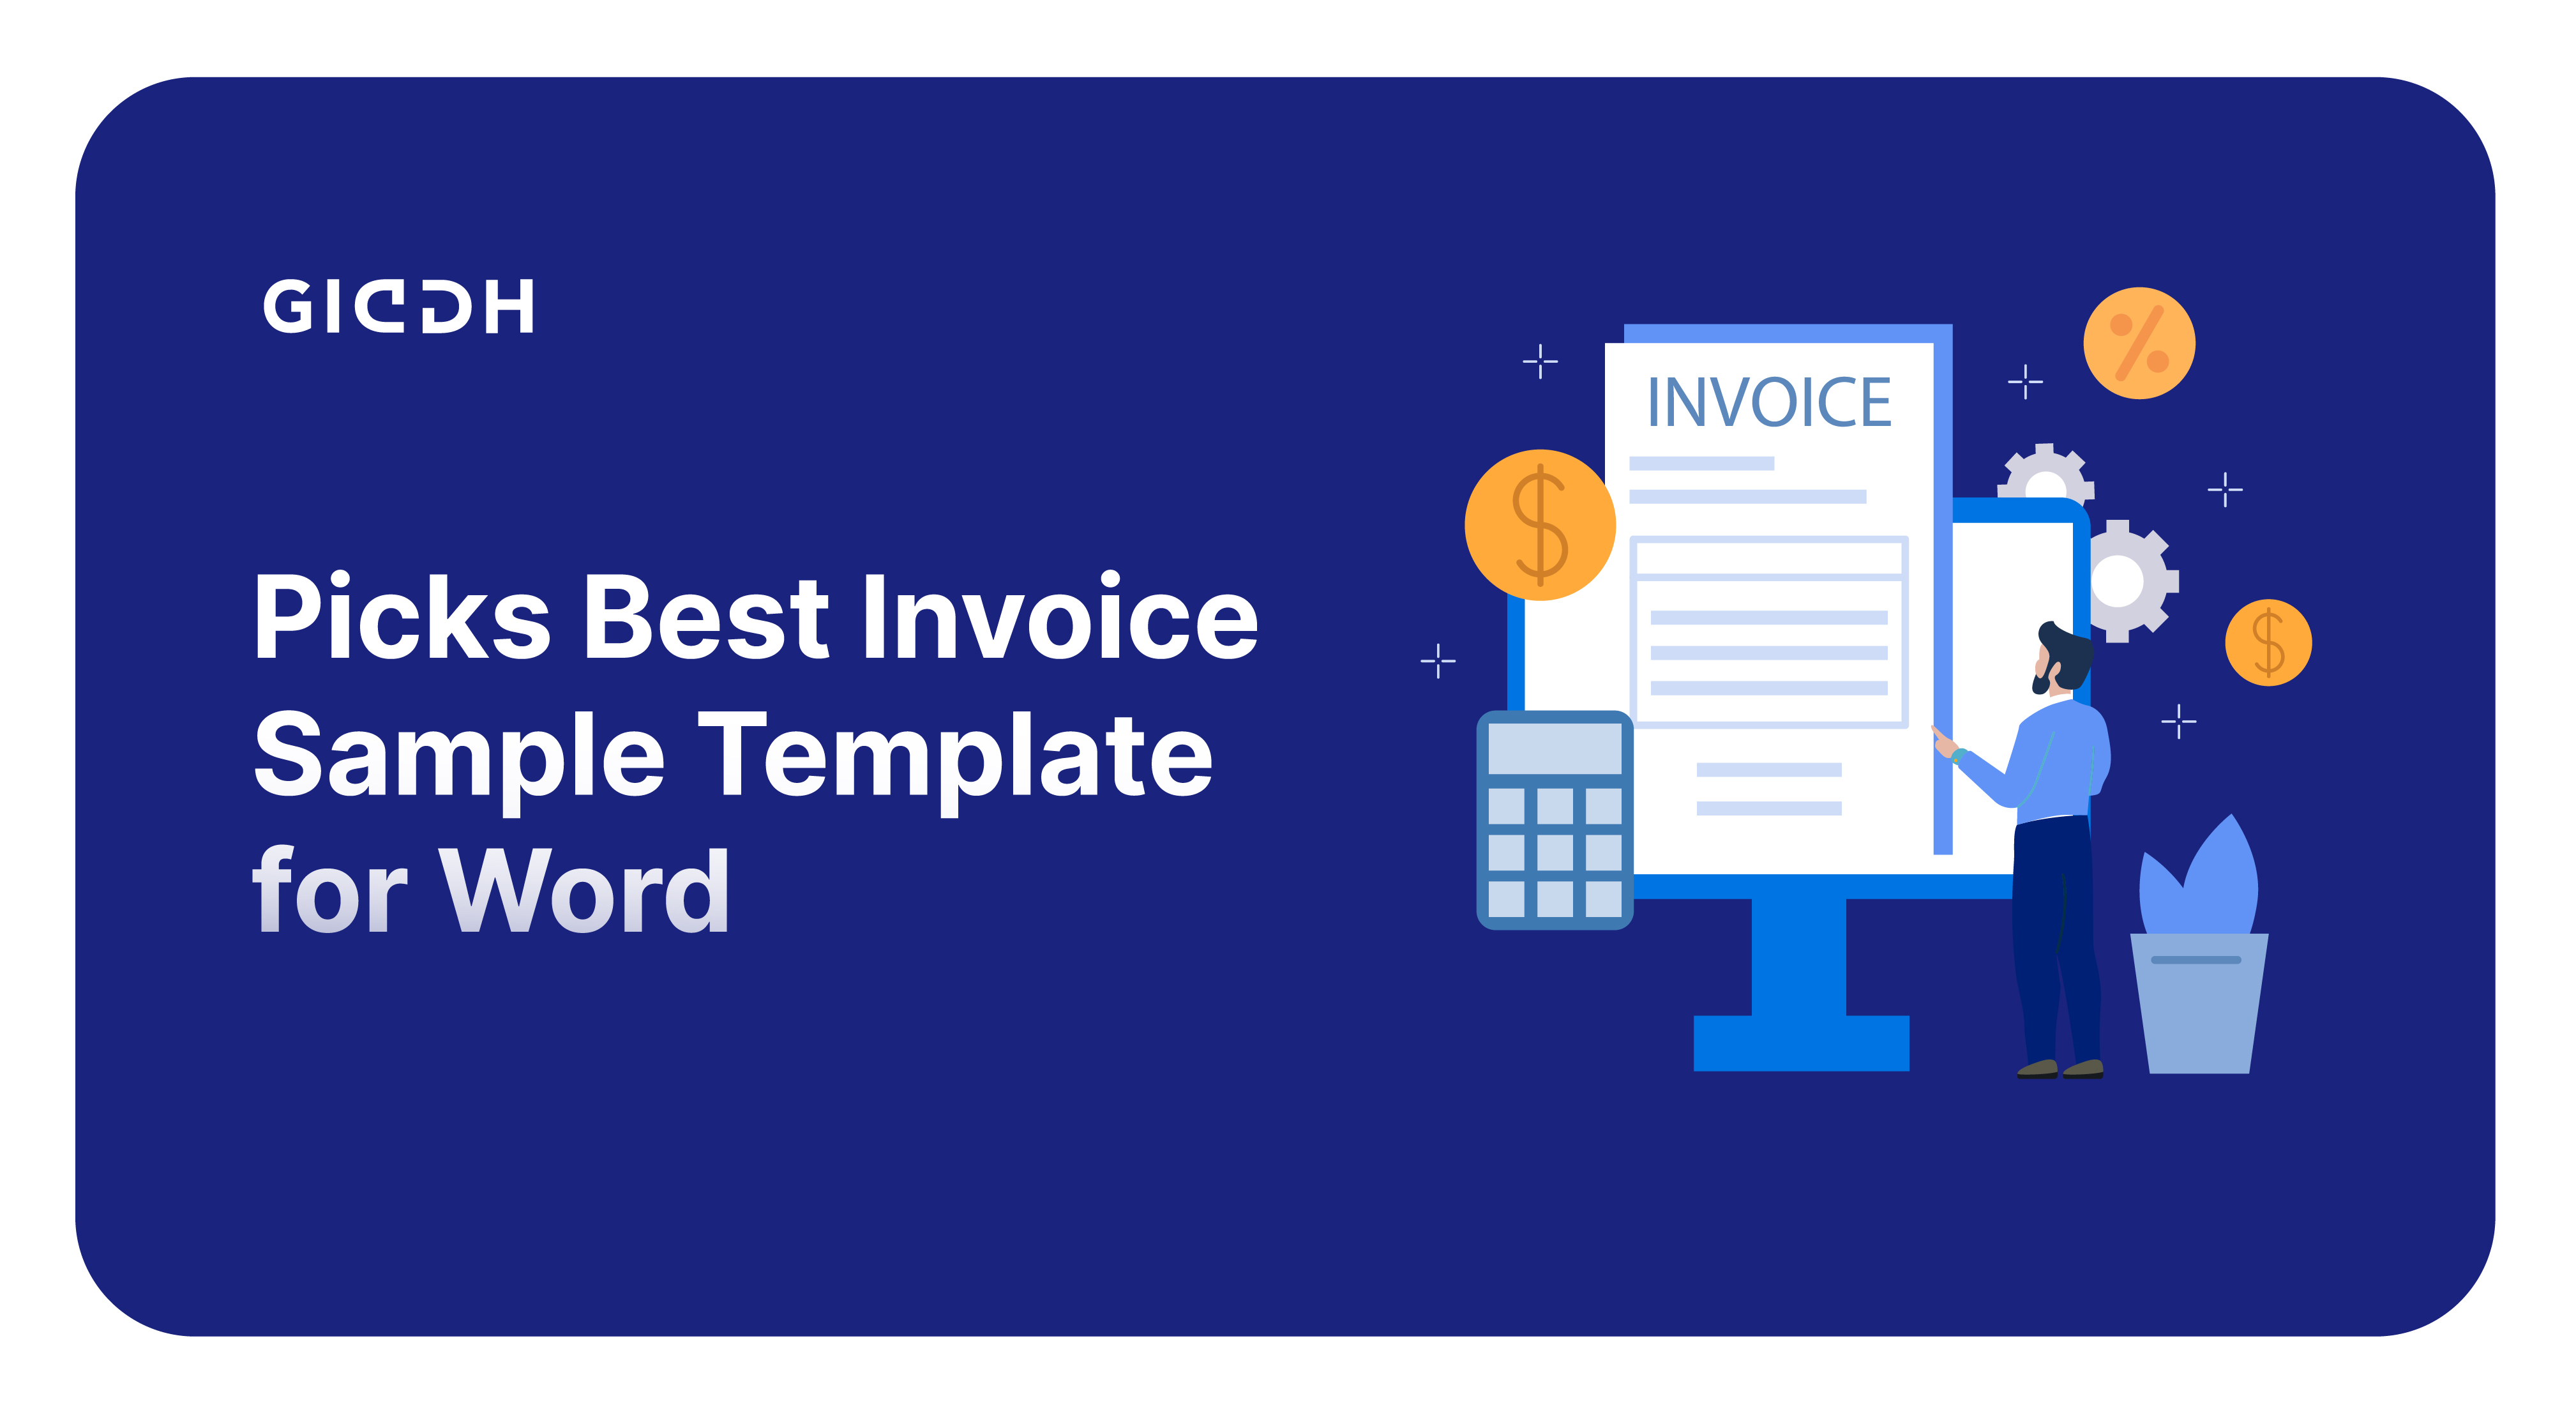 GIDDH
Picks Best Invoice
Sample Template
for Word
INVOICE
$
%
$